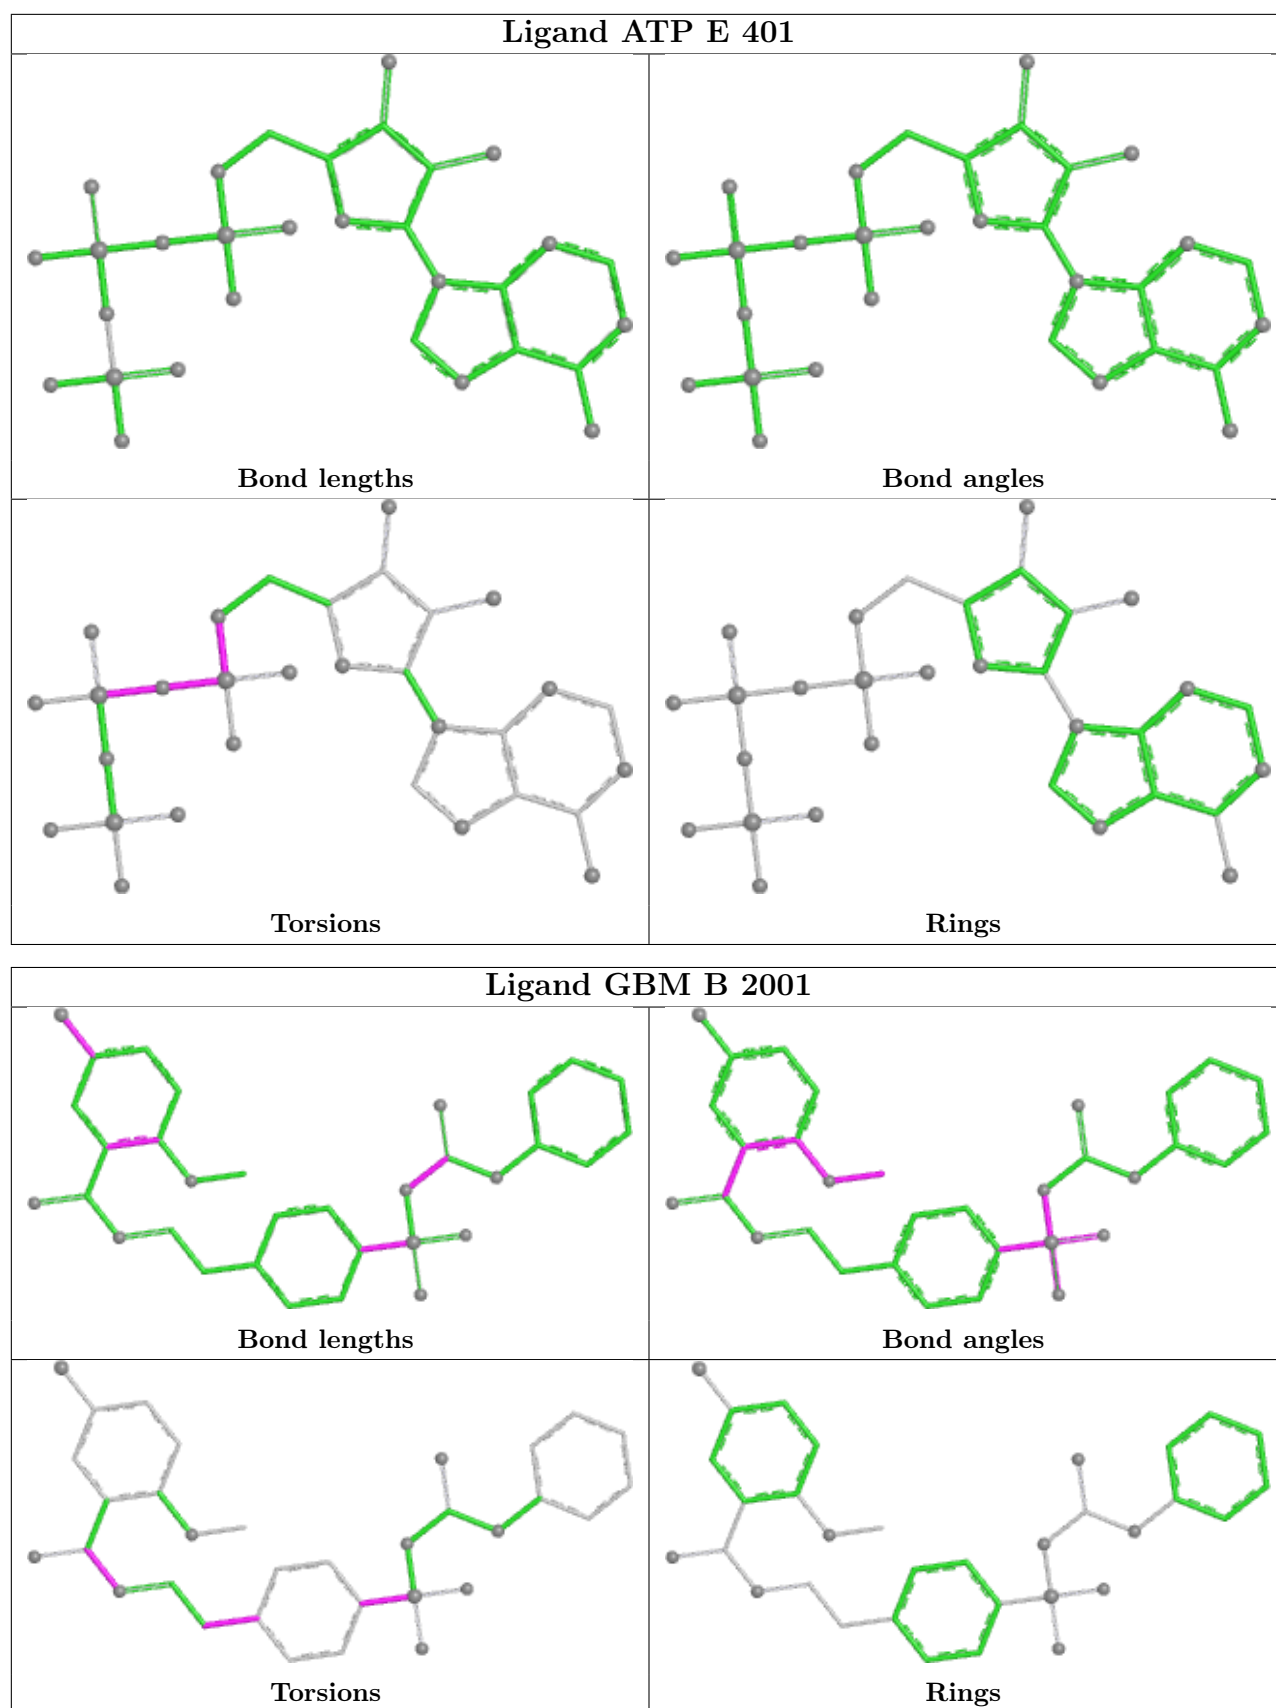 Ligand ATP E 401
Bond lengths
Bond angles
Torsions
Rings
Ligand GBM B 2001
Bond lengths
Bond angles
Torsions
Rings